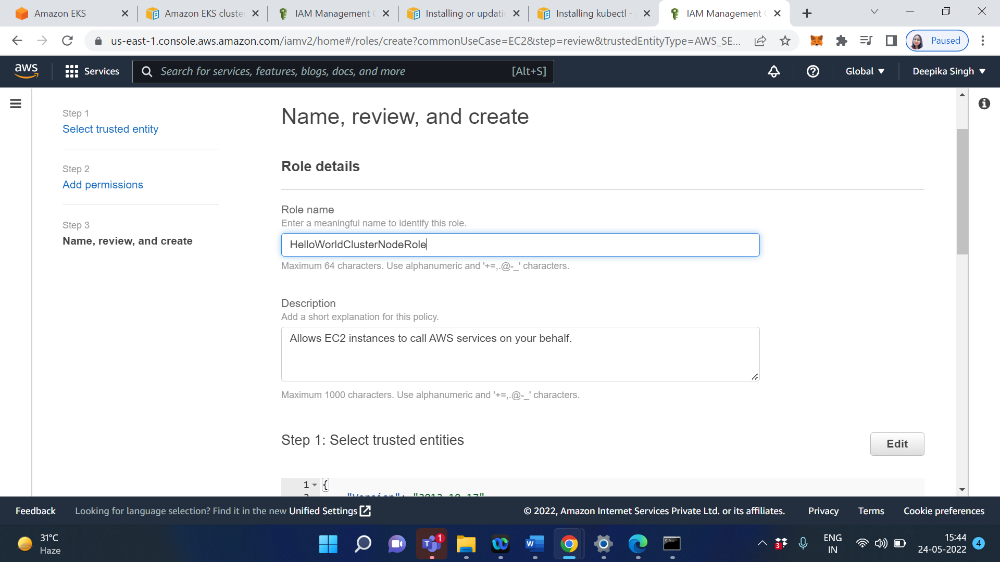 Amazon EKS
Amazon EKS cluste
IAM Management C
Installing or updati
Installing kubectl -
IAM Management C
us-east-1.console.aws.amazon.com/iamv2/home#/roles/create?commonUseCase=EC2&step=review&trustedEntityType=AWS_SE...
Paused
aws
Services
Search for services, features, blogs, docs, and more
[Alt+S]
Global
Deepika Singh
Step 1
Select trusted entity
Step 2
Add permissions
Step 3
Name, review, and create
Name, review, and create
Role details
Role name
Enter a meaningful name to identify this role.
HelloWorldClusterNodeRole
Maximum 64 characters. Use alphanumeric and '+=,.@-_' characters.
Description
Add a short explanation for this policy.
Allows EC2 instances to call AWS services on your behalf.
Maximum 1000 characters. Use alphanumeric and '+=,.@-_' characters.
Step 1: Select trusted entities
Edit
1 {
2 "Version": "2012-10-17"
Feedback
Looking for language selection? Find it in the new Unified Settings
© 2022, Amazon Internet Services Private Ltd. or its affiliates.
Privacy
Terms
Cookie preferences
31°C
Haze
1
3
ENG
IN
15:44
24-05-2022
4